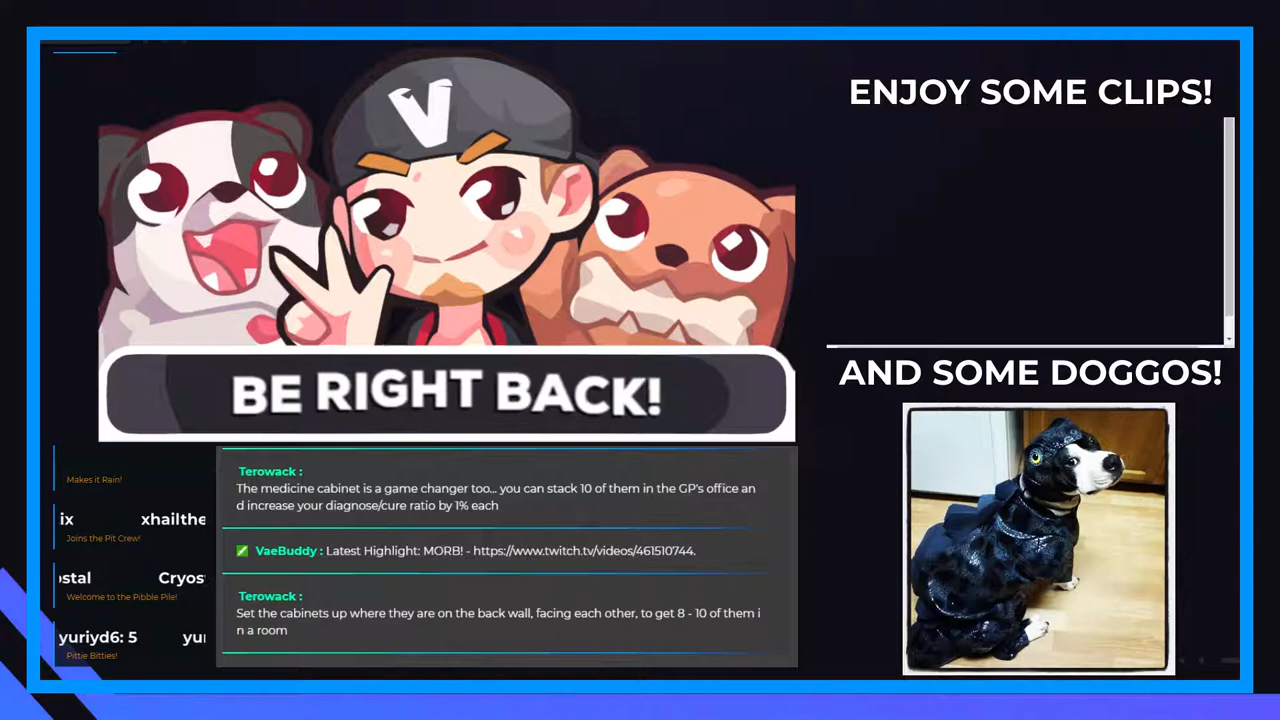 V
ENJOY SOME CLIPS!
BE RIGHT BACK!
AND SOME DOGGOS!
Makes it Rain!
ix xhailthe
Joins the Pit Crew!
ostal Cryos
Welcome to the Pibble Pile!
yuriyd6: 5 yu
Pittie Bitties!
Terowack :
The medicine cabinet is a game changer too... you can stack 10 of them in the GP's office an
d increase your diagnose/cure ratio by 1% each
VaeBuddy : Latest Highlight: MORB! - https://www.twitch.tv/videos/461510744.
Terowack :
Set the cabinets up where they are on the back wall, facing each other, to get 8 - 10 of them i
n a room